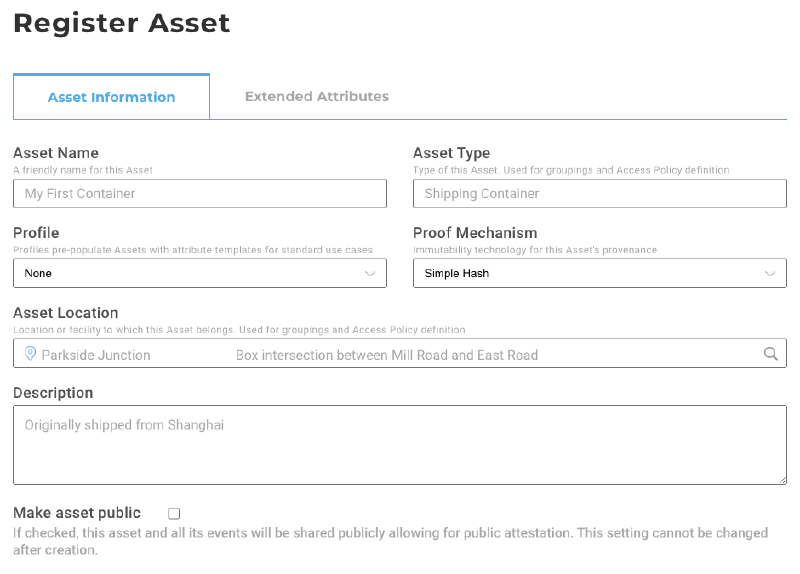 Register Asset
Asset Information
Extended Attributes
Asset Name
A friendly name for this Asset
My First Container
Asset Type
Type of this Asset. Used for groupings and Access Policy definition
Shipping Container
Profile
Profiles pre-populate Assets with attribute templates for standard use cases
None
Proof Mechanism
Immutability technology for this Asset's provenance
Simple Hash
Asset Location
Location or facility to which this Asset belongs. Used for groupings and Access Policy definition
Parkside Junction Box intersection between Mill Road and East Road
Description
Originally shipped from Shanghai
Make asset public
If checked, this asset and all its events will be shared publicly allowing for public attestation. This setting cannot be changed
after creation.